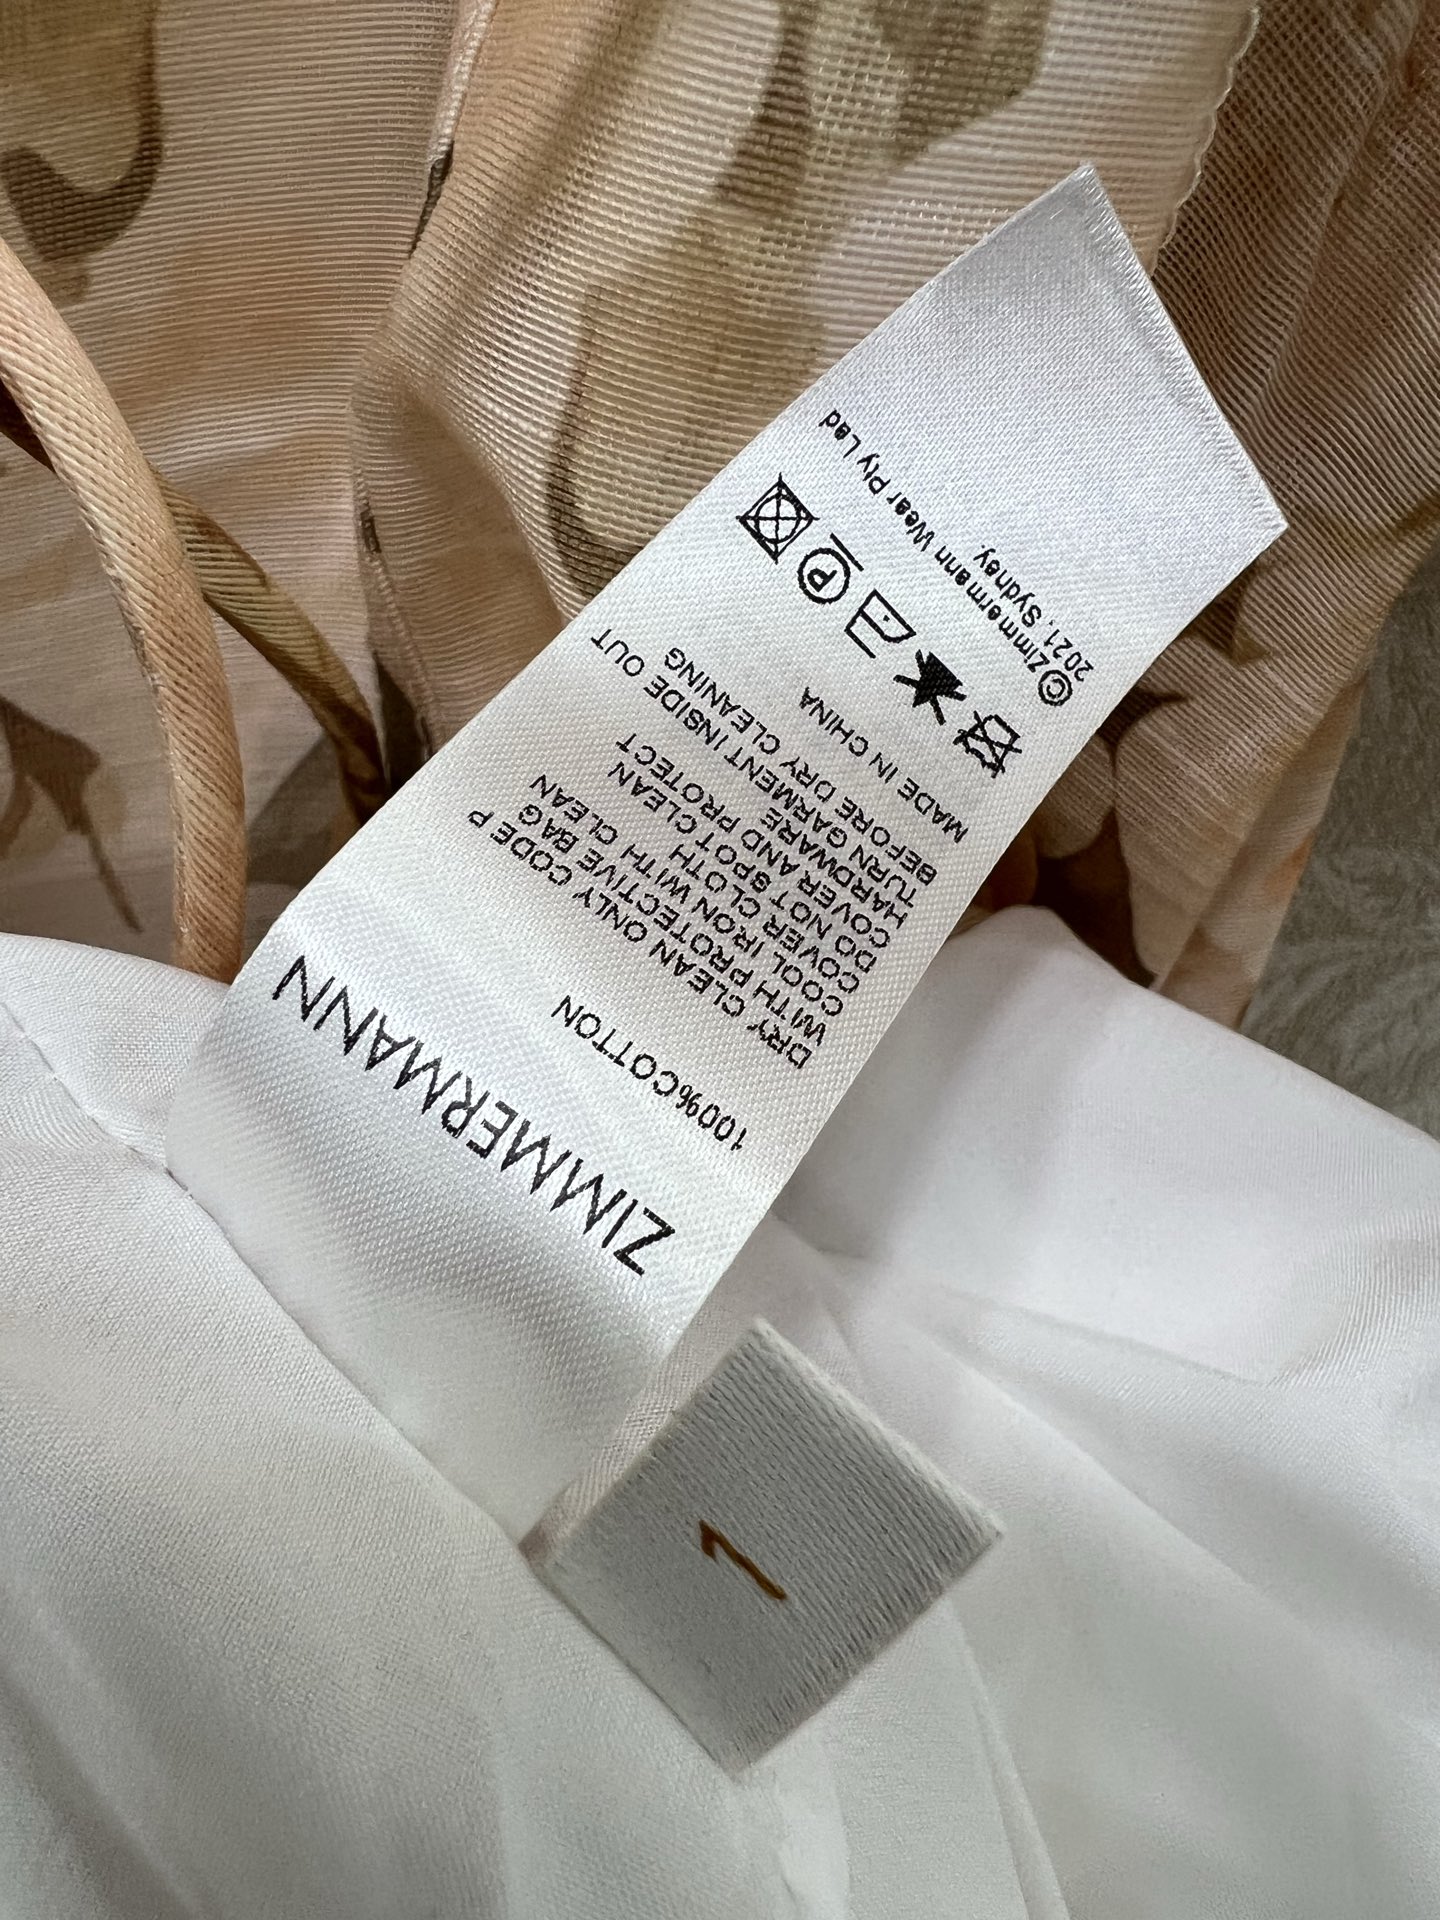 ZIMMERMANN
100%COTTON
DRY CLEAN ONLY CODE P
WITH PROTECTIVE BAG
COOL IRON WITH CLEAN
COVER CLOTH
DO NOT SPOT CLEAN
COVER AND PROTECT
HARDWARE
TURN GARMENT INSIDE OUT
BEFORE DRY CLEANING
MADE IN CHINA
P
©Zimmermann Wear Pty Lad
2021, Sydney.
1